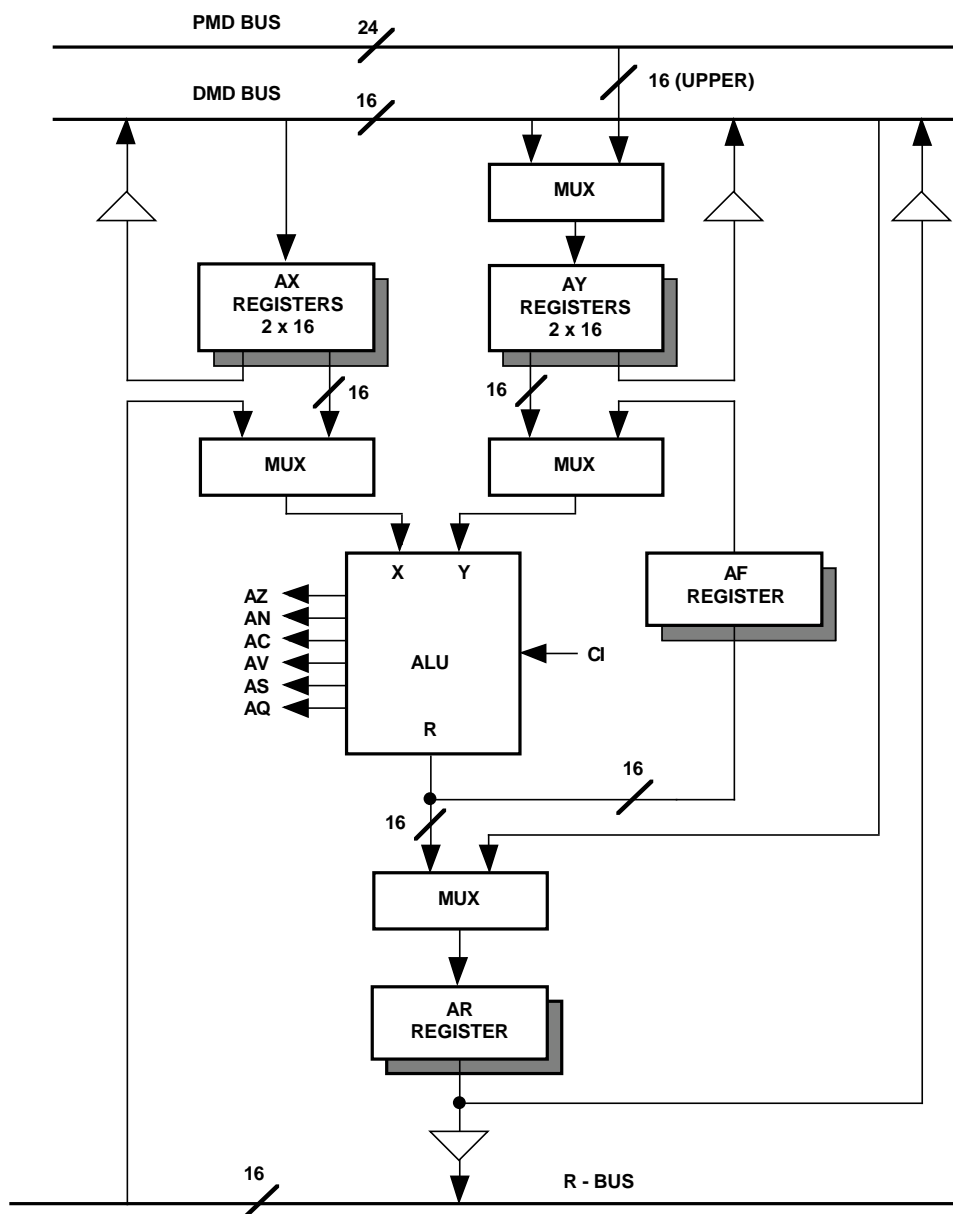 PMD BUS
24
16 (UPPER)
DMD BUS
16
MUX
AX
REGISTERS
2 x 16
AY
REGISTERS
2 x 16
16
16
MUX
MUX
X
Y
AF
REGISTER
AZ
AN
AC
AV
AS
AQ
ALU
CI
R
16
16
MUX
AR
REGISTER
16
R - BUS